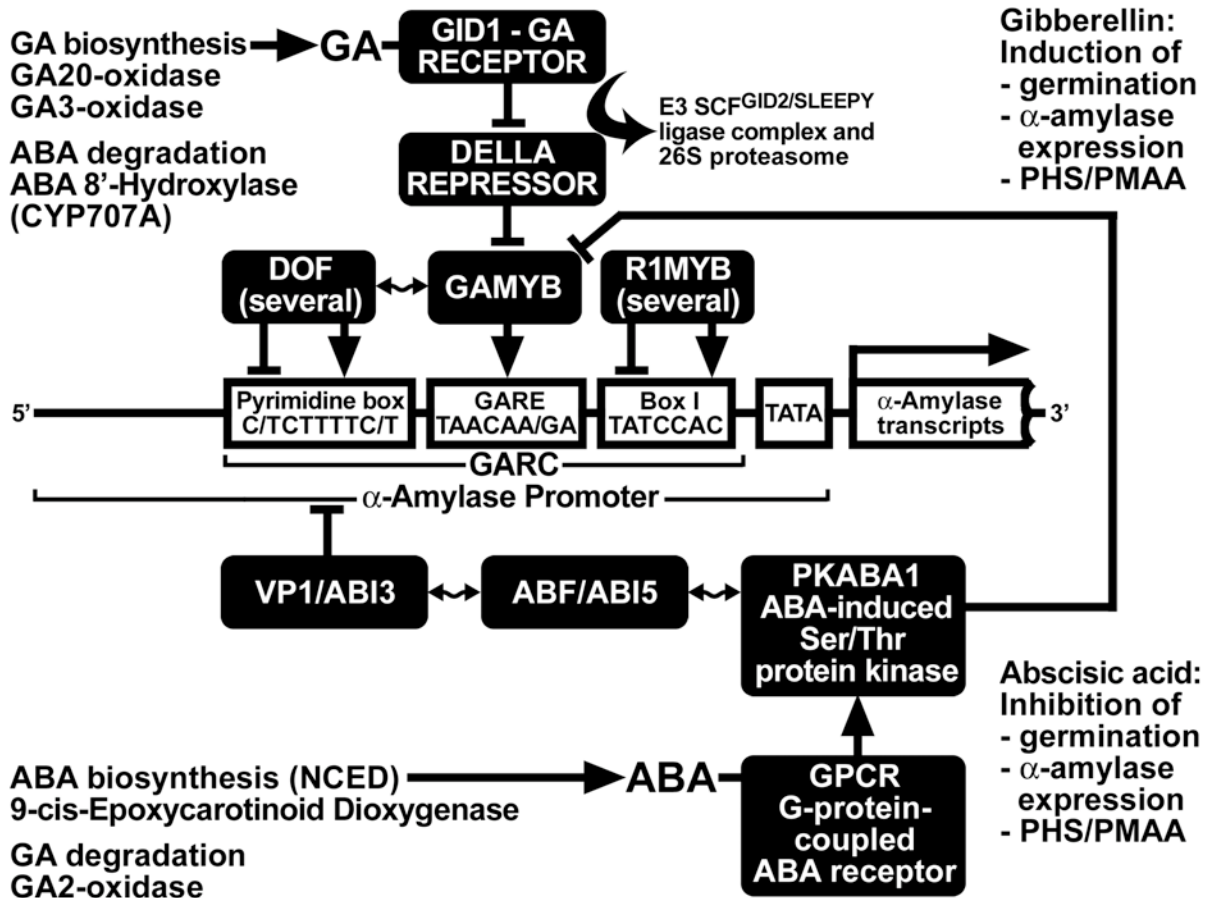 GA biosynthesis
GA20-oxidase
GA3-oxidase
GA
GID1 - GA
RECEPTOR
E3 SCFGID2/SLEEPY
ligase complex and
26S proteasome
Gibberellin:
Induction of
- germination
- α-amylase
expression
- PHS/PMAA
ABA degradation
ABA 8’-Hydroxylase
(CYP707A)
DELLA
REPRESSOR
DOF
(several)
GAMYB
R1MYB
(several)
5’
Pyrimidine box
C/TCTTTTC/T
GARE
TAACAA/GA
Box I
TATCCAC
TATA
α-Amylase
transcripts
3’
GARC
α-Amylase Promoter
VP1/ABI3
ABF/ABI5
PKABA1
ABA-induced
Ser/Thr
protein kinase
Abscisic acid:
Inhibition of
- germination
- α-amylase
expression
- PHS/PMAA
ABA biosynthesis (NCED)
9-cis-Epoxycarotinoid Dioxygenase
ABA
GPCR
G-protein-
coupled
ABA receptor
GA degradation
GA2-oxidase